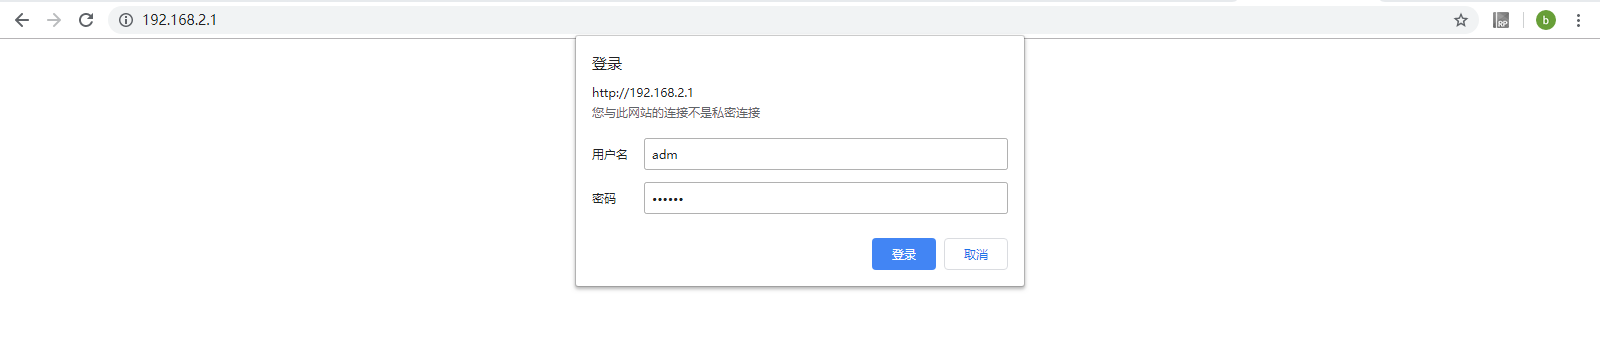 192.168.2.1
RP
b
登录
http://192.168.2.1
您与此网站的连接不是私密连接
用户名 adm
密码 ••••••
登录 取消